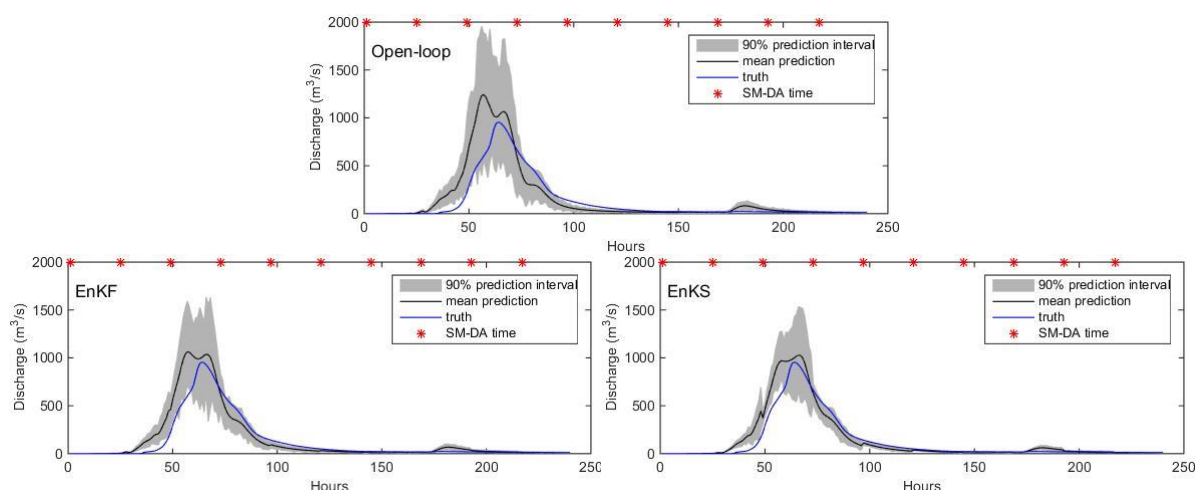 2000
1500
1000
500
0
Discharge (m³/s)
Open-loop
90% prediction interval
mean prediction
truth
SM-DA time
0 50 100 150 200 250
Hours
2000
1500
1000
500
0
Discharge (m³/s)
EnKF
90% prediction interval
mean prediction
truth
SM-DA time
0 50 100 150 200 250
Hours
2000
1500
1000
500
0
Discharge (m³/s)
EnKS
90% prediction interval
mean prediction
truth
SM-DA time
0 50 100 150 200 250
Hours